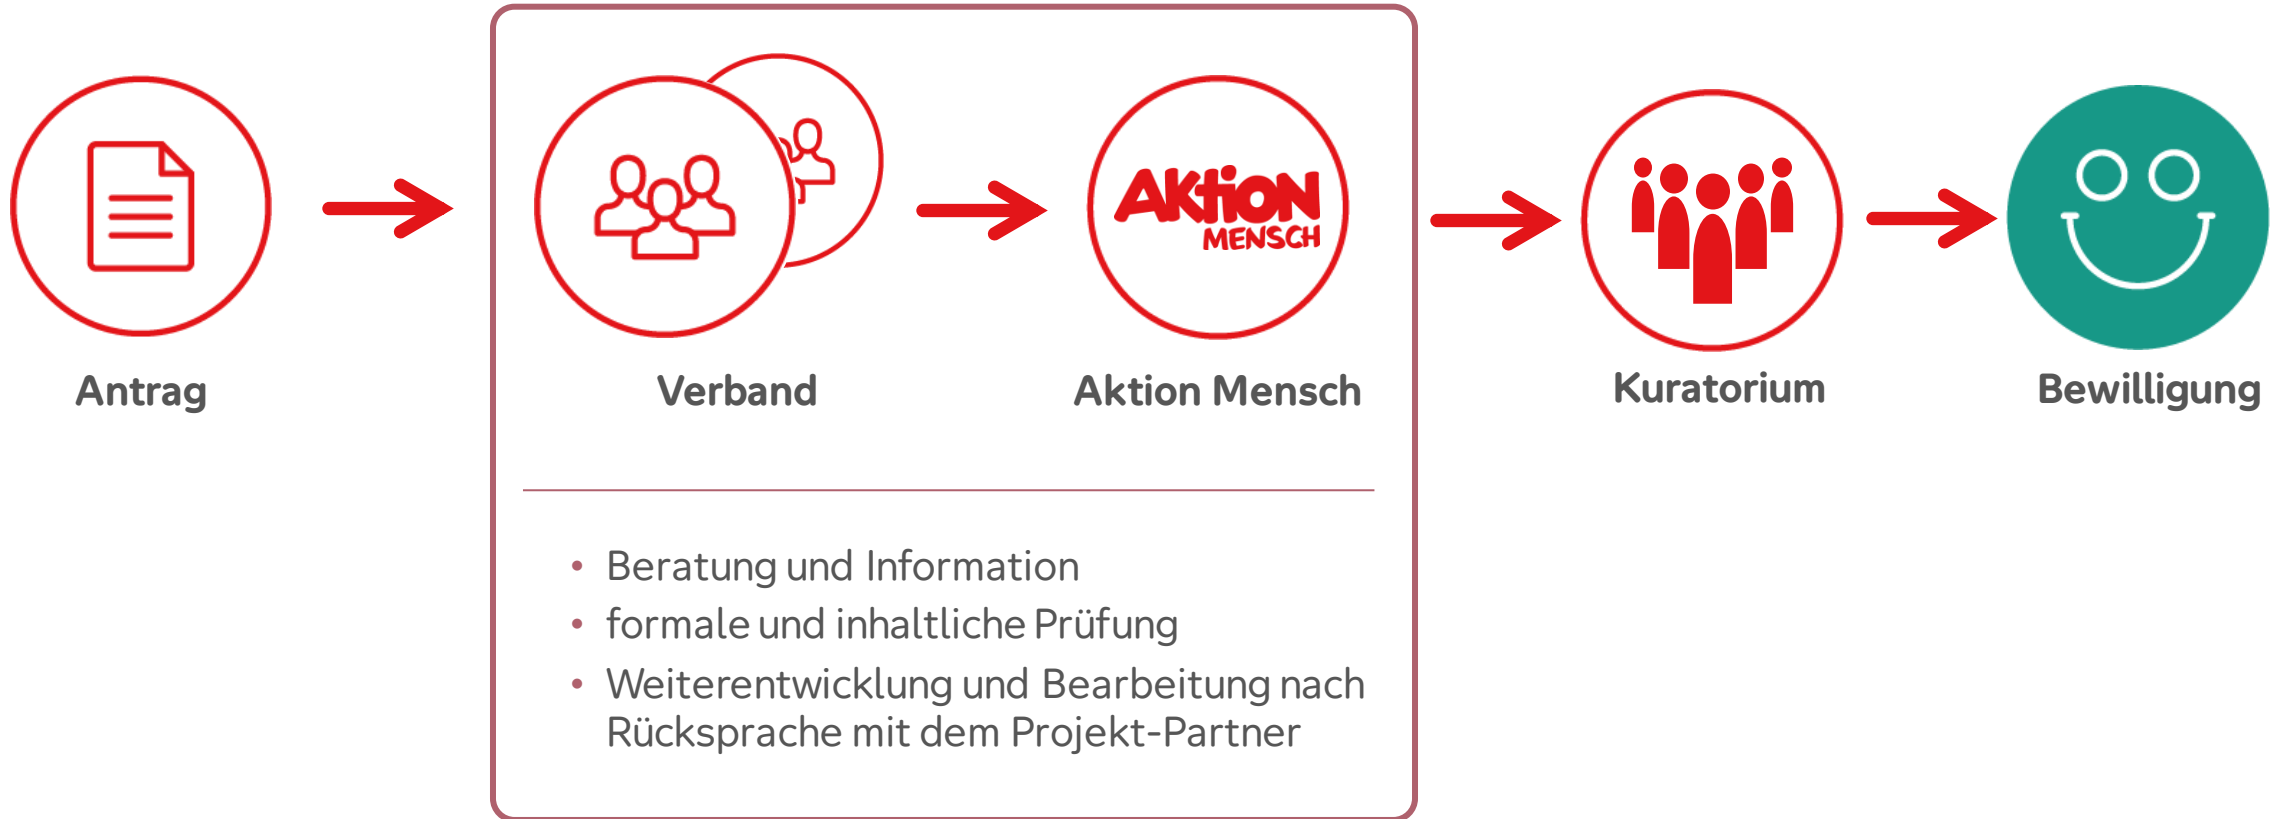 AKTION
MENSCH
Antrag
Verband
Aktion Mensch
Kuratorium
Bewilligung
• Beratung und Information
• formale und inhaltliche Prüfung
• Weiterentwicklung und Bearbeitung nach
Rücksprache mit dem Projekt-Partner